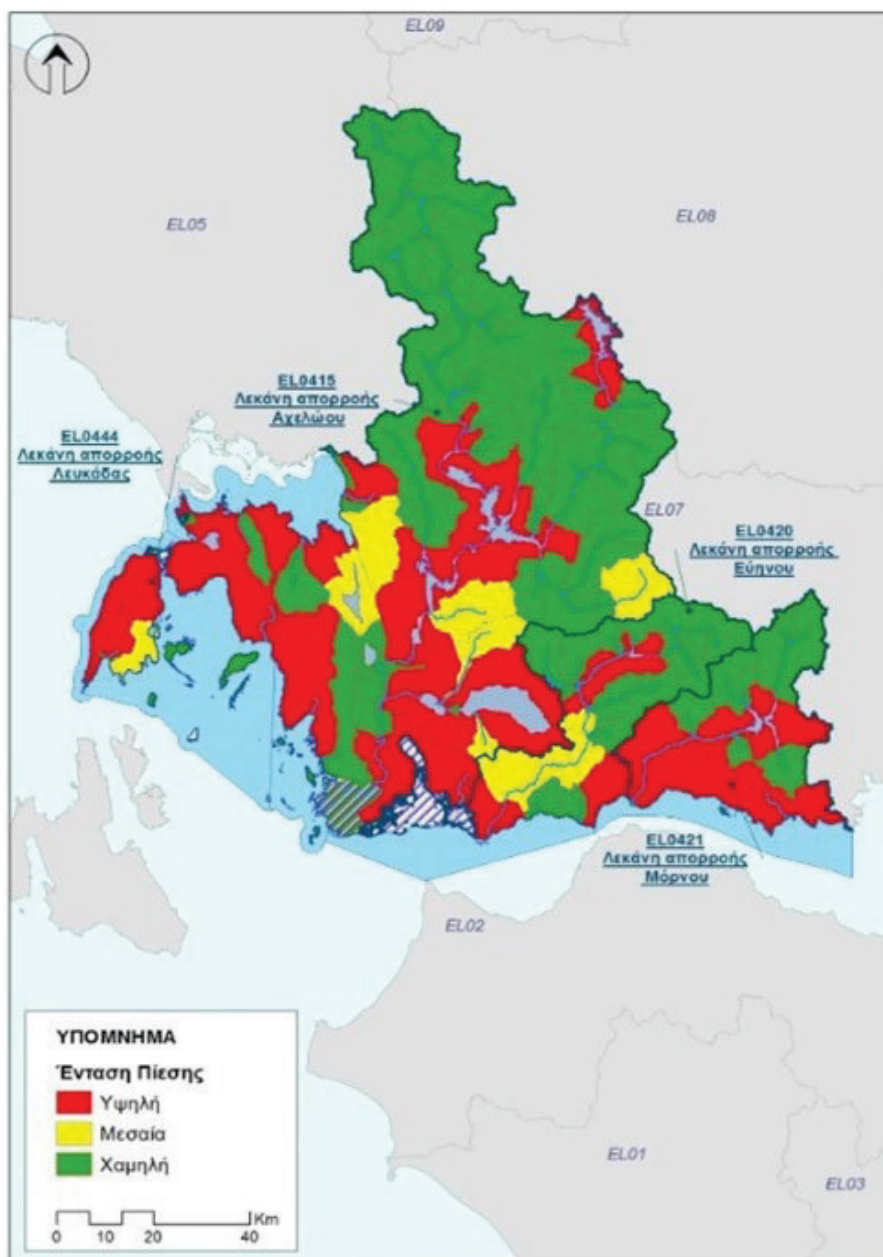 EL09
EL05
EL08
EL0415
Λεκάνη απορροής
Αχελώου
EL0444
Λεκάνη απορροής
Λευκάδας
EL07
EL0420
Λεκάνη απορροής
Εύηνου
EL0421
Λεκάνη απορροής
Μόρνου
EL02
ΥΠΟΜΝΗΜΑ
Ένταση Πίεσης
Υψηλή
Μεσαία
Χαμηλή
Km
0 10 20 40
EL01
EL03